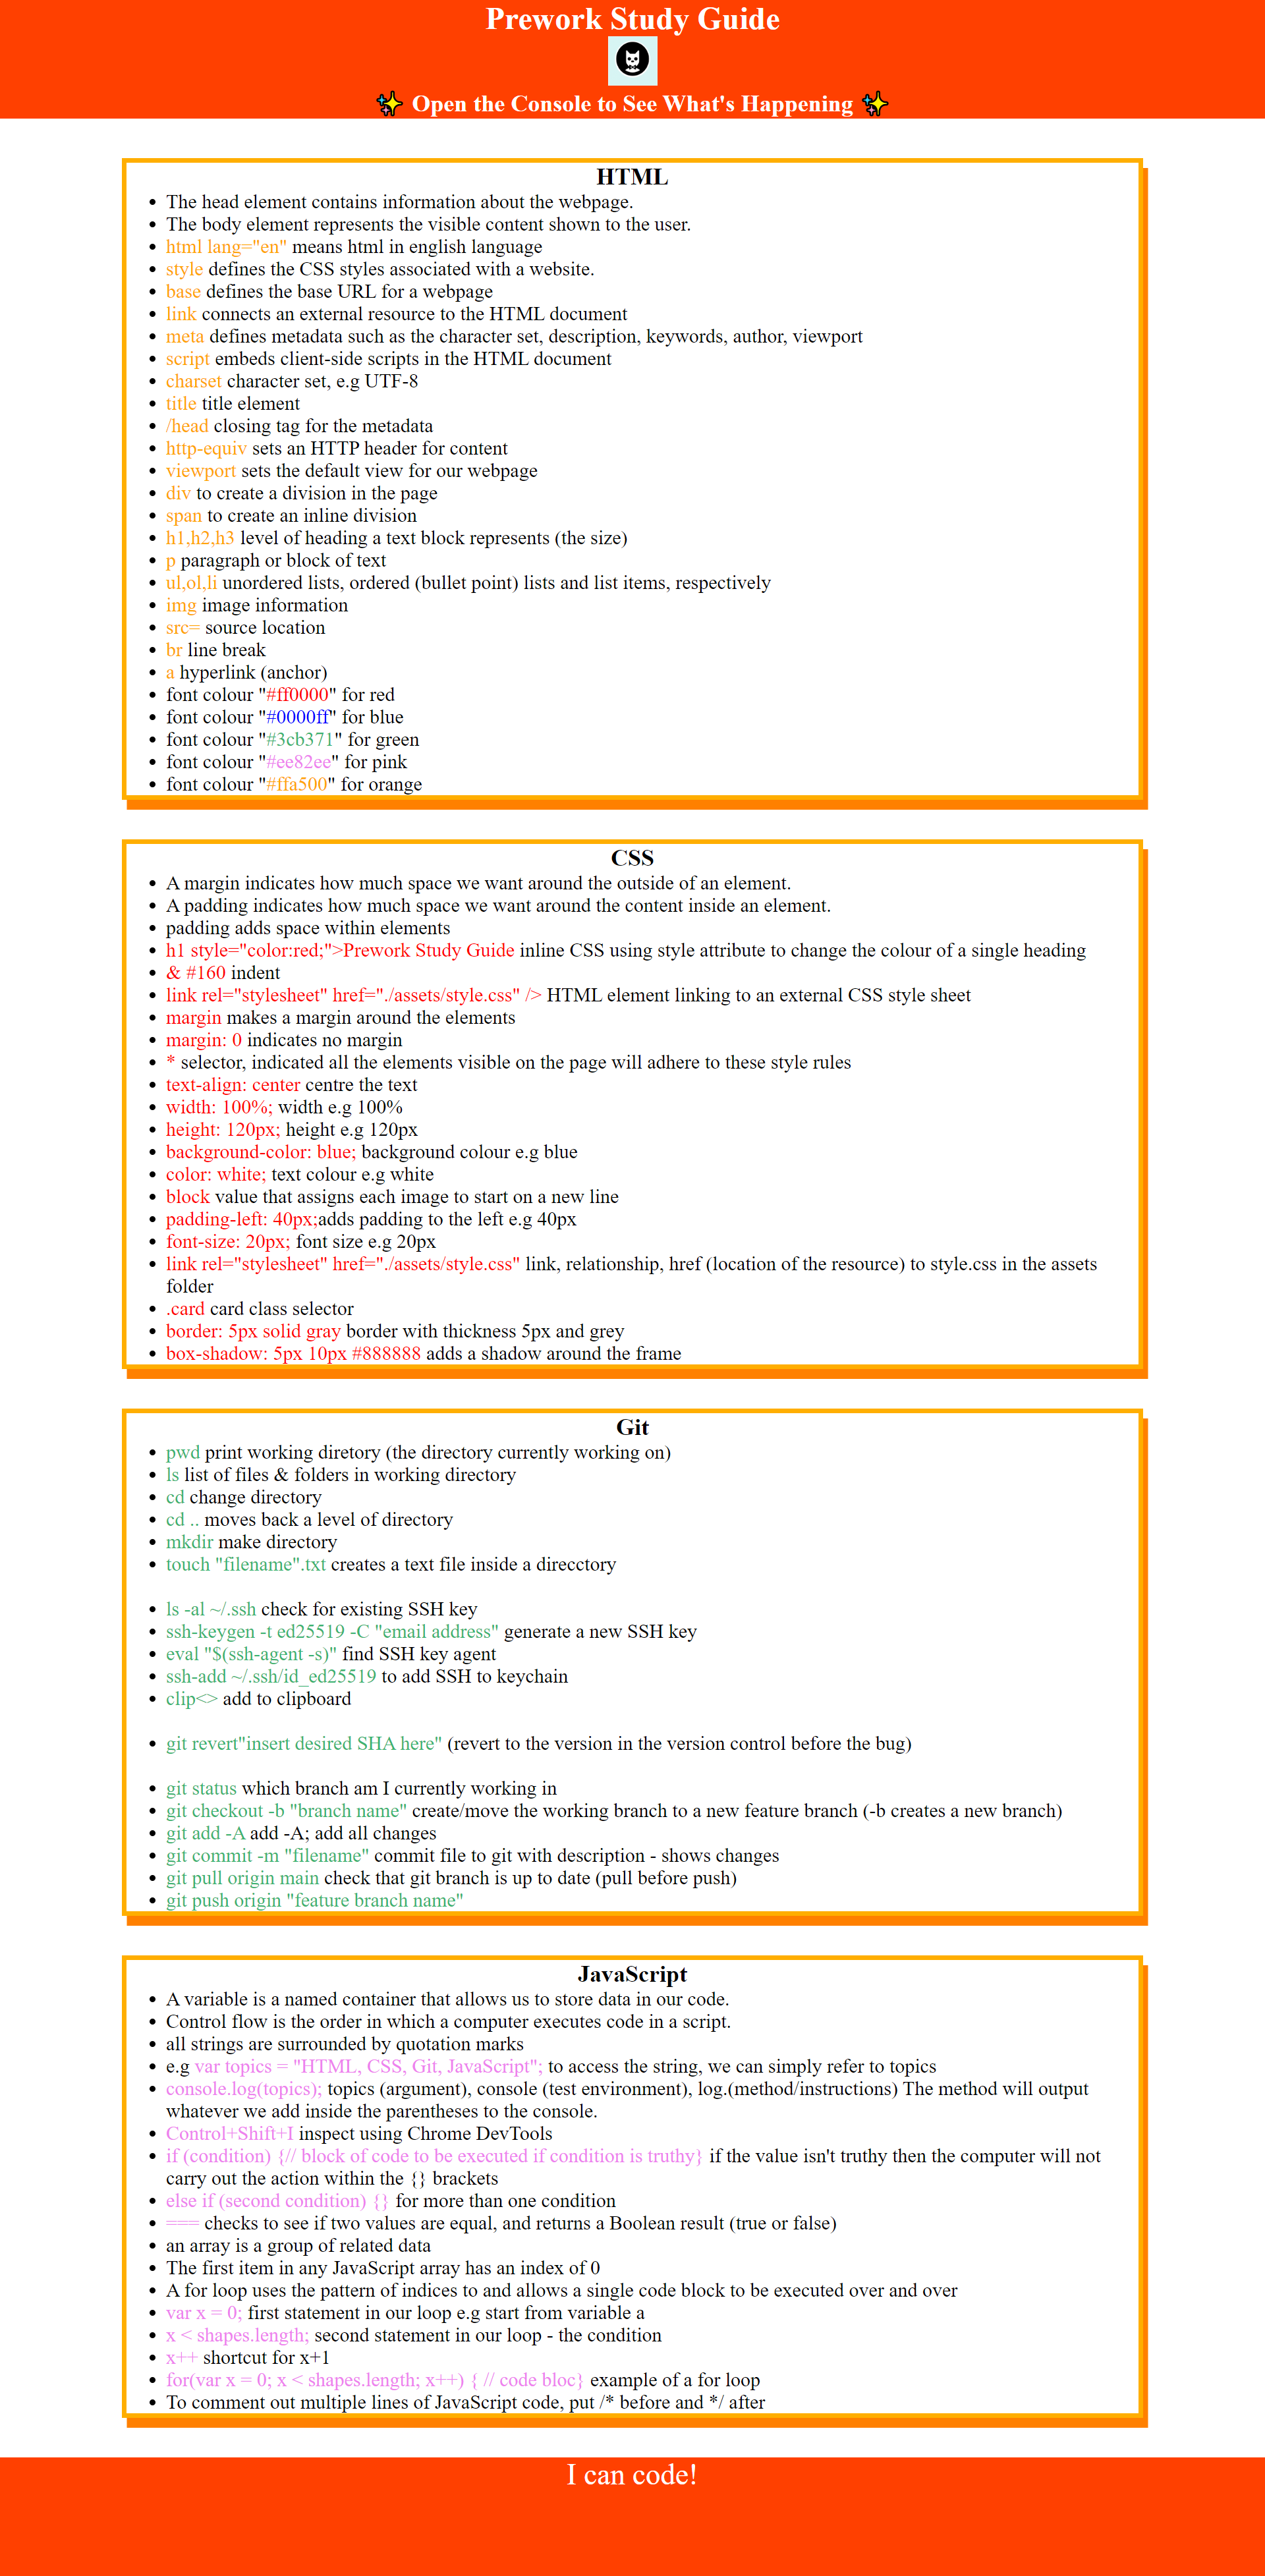 Prework Study Guide
✨ Open the Console to See What's Happening ✨
HTML
The head element contains information about the webpage.
The body element represents the visible content shown to the user.
html lang="en" means html in english language
style defines the CSS styles associated with a website.
base defines the base URL for a webpage
link connects an external resource to the HTML document
meta defines metadata such as the character set, description, keywords, author, viewport
script embeds client-side scripts in the HTML document
charset character set, e.g UTF-8
title title element
/head closing tag for the metadata
http-equiv sets an HTTP header for content
viewport sets the default view for our webpage
div to create a division in the page
span to create an inline division
h1,h2,h3 level of heading a text block represents (the size)
p paragraph or block of text
ul,ol,li unordered lists, ordered (bullet point) lists and list items, respectively
img image information
src= source location
br line break
a hyperlink (anchor)
font colour "#ff0000" for red
font colour "#0000ff" for blue
font colour "#3cb371" for green
font colour "#ee82ee" for pink
font colour "#ffa500" for orange
CSS
A margin indicates how much space we want around the outside of an element.
A padding indicates how much space we want around the content inside an element.
padding adds space within elements
h1 style="color:red;">Prework Study Guide inline CSS using style attribute to change the colour of a single heading
& #160 indent
link rel="stylesheet" href="./assets/style.css" /> HTML element linking to an external CSS style sheet
margin makes a margin around the elements
margin: 0 indicates no margin
* selector, indicated all the elements visible on the page will adhere to these style rules
text-align: center centre the text
width: 100%; width e.g 100%
height: 120px; height e.g 120px
background-color: blue; background colour e.g blue
color: white; text colour e.g white
block value that assigns each image to start on a new line
padding-left: 40px;adds padding to the left e.g 40px
font-size: 20px; font size e.g 20px
link rel="stylesheet" href="./assets/style.css" link, relationship, href (location of the resource) to style.css in the assets
folder
.card card class selector
border: 5px solid gray border with thickness 5px and grey
box-shadow: 5px 10px #888888 adds a shadow around the frame
Git
pwd print working diretory (the directory currently working on)
ls list of files & folders in working directory
cd change directory
cd .. moves back a level of directory
mkdir make directory
touch "filename".txt creates a text file inside a direcctory
ls -al ~/.ssh check for existing SSH key
ssh-keygen -t ed25519 -C "email address" generate a new SSH key
eval "$(ssh-agent -s)" find SSH key agent
ssh-add ~/.ssh/id_ed25519 to add SSH to keychain
clip<> add to clipboard
git revert"insert desired SHA here" (revert to the version in the version control before the bug)
git status which branch am I currently working in
git checkout -b "branch name" create/move the working branch to a new feature branch (-b creates a new branch)
git add -A add -A; add all changes
git commit -m "filename" commit file to git with description - shows changes
git pull origin main check that git branch is up to date (pull before push)
git push origin "feature branch name"
JavaScript
A variable is a named container that allows us to store data in our code.
Control flow is the order in which a computer executes code in a script.
all strings are surrounded by quotation marks
e.g var topics = "HTML, CSS, Git, JavaScript"; to access the string, we can simply refer to topics
console.log(topics); topics (argument), console (test environment), log.(method/instructions) The method will output
whatever we add inside the parentheses to the console.
Control+Shift+I inspect using Chrome DevTools
if (condition) {// block of code to be executed if condition is truthy} if the value isn't truthy then the computer will not
carry out the action within the {} brackets
else if (second condition) {} for more than one condition
=== checks to see if two values are equal, and returns a Boolean result (true or false)
an array is a group of related data
The first item in any JavaScript array has an index of 0
A for loop uses the pattern of indices to and allows a single code block to be executed over and over
var x = 0; first statement in our loop e.g start from variable a
x < shapes.length; second statement in our loop - the condition
x++ shortcut for x+1
for(var x = 0; x < shapes.length; x++) { // code bloc} example of a for loop
To comment out multiple lines of JavaScript code, put /* before and */ after
I can code!